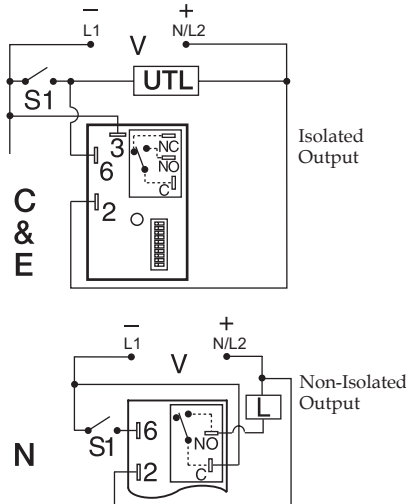 − +
L1 V N/L2
UTL
S1
Isolated
Output
3
NC
6
NO
C
2
C
&
E
− +
L1 V N/L2
Non-Isolated
Output
L
S1
6
NO
N
2
C